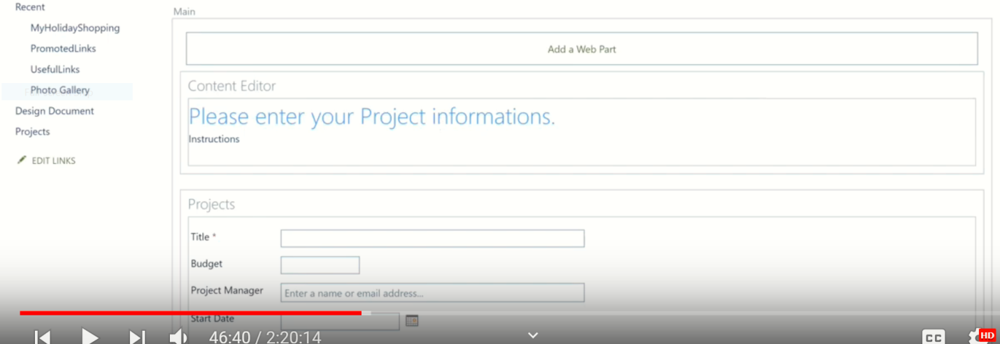 Recent
MyHolidayShopping
PromotedLinks
UsefulLinks
Photo Gallery
Design Document
Projects
EDIT LINKS
Main
Add a Web Part
Content Editor
Please enter your Project informations.
Instructions
Projects
Title *
Budget
Project Manager
Enter a name or email address...
Start Date
46:40 / 2:20:14
CC
HD